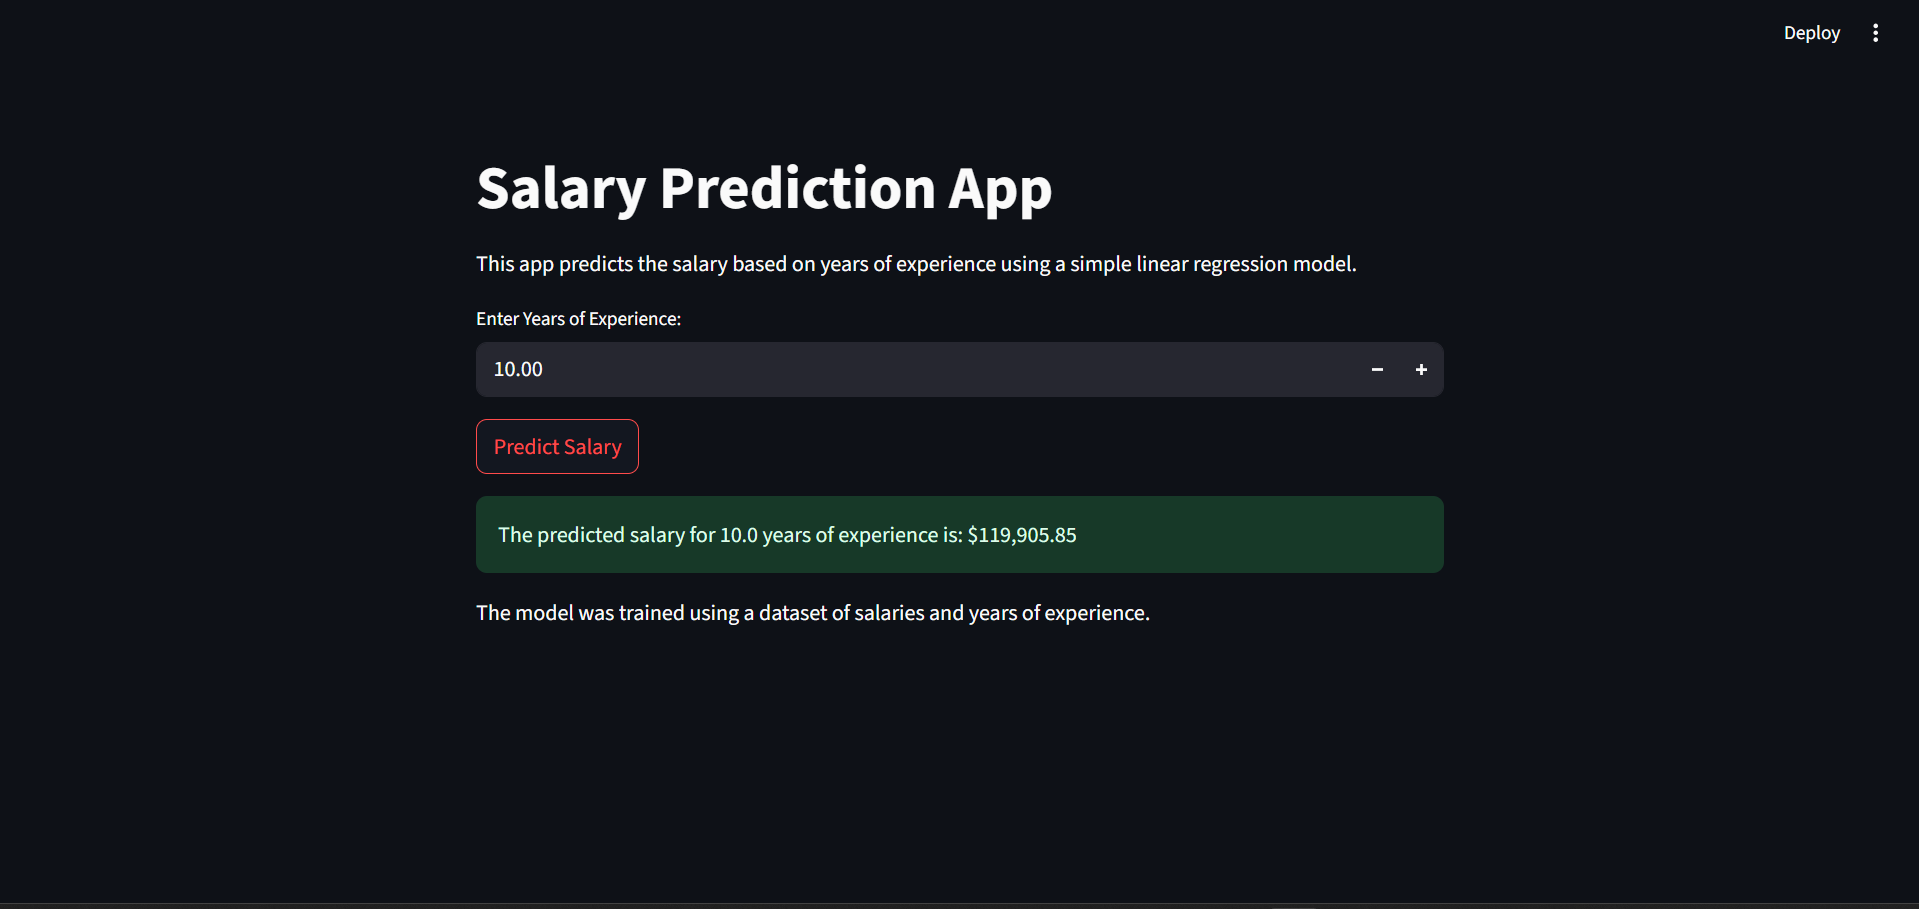 Deploy
Salary Prediction App
This app predicts the salary based on years of experience using a simple linear regression model.
Enter Years of Experience:
10.00
Predict Salary
The predicted salary for 10.0 years of experience is: $119,905.85
The model was trained using a dataset of salaries and years of experience.